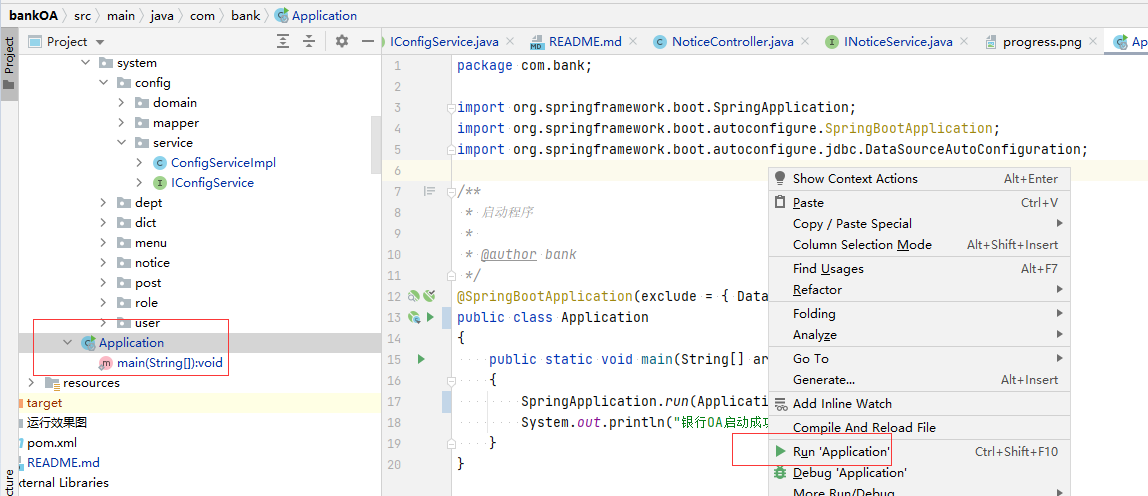 bankOA › src › main › java › com › bank › Application
Project
IConfigService.java
README.md
NoticeController.java
INoticeService.java
progress.png
Ap
Project
system
config
domain
mapper
service
ConfigServiceImpl
IConfigService
dept
dict
menu
notice
post
role
user
Application
main(String[]):void
resources
target
运行效果图
pom.xml
README.md
xternal Libraries
cture
1 package com.bank;
2
3 import org.springframework.boot.SpringApplication;
4 import org.springframework.boot.autoconfigure.SpringBootApplication;
5 import org.springframework.boot.autoconfigure.jdbc.DataSourceAutoConfiguration;
6
7 /**
8 * 启动程序
9 *
10 * @author bank
11 */
12 @SpringBootApplication(exclude = { Data
13 public class Application
14 {
15 public static void main(String[] ar
16 {
17 SpringApplication.run(Applicatio
18 System.out.println("银行OA启动成功
19 }
20 }
Show Context Actions Alt+Enter
Paste Ctrl+V
Copy / Paste Special
Column Selection Mode Alt+Shift+Insert
Find Usages Alt+F7
Refactor
Folding
Analyze
Go To
Generate... Alt+Insert
Add Inline Watch
Compile And Reload File
Run 'Application' Ctrl+Shift+F10
Debug 'Application'
More Run/Debug